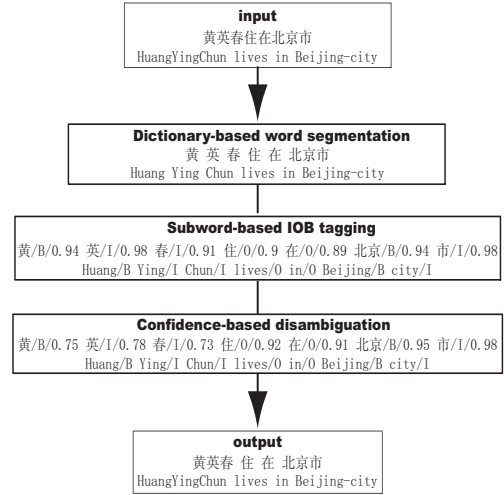 input
黄英春住在北京市
HuangYingChun lives in Beijing-city
Dictionary-based word segmentation
黄 英 春 住 在 北京市
Huang Ying Chun lives in Beijing-city
Subword-based IOB tagging
黄/B/0.94 英/I/0.98 春/I/0.91 住/O/0.9 在/O/0.89 北京/B/0.94 市/I/0.98
Huang/B Ying/I Chun/I lives/O in/O Beijing/B city/I
Confidence-based disambiguation
黄/B/0.75 英/I/0.78 春/I/0.73 住/O/0.92 在/O/0.91 北京/B/0.95 市/I/0.98
Huang/B Ying/I Chun/I lives/O in/O Beijing/B city/I
output
黄英春 住 在 北京市
HuangYingChun lives in Beijing-city